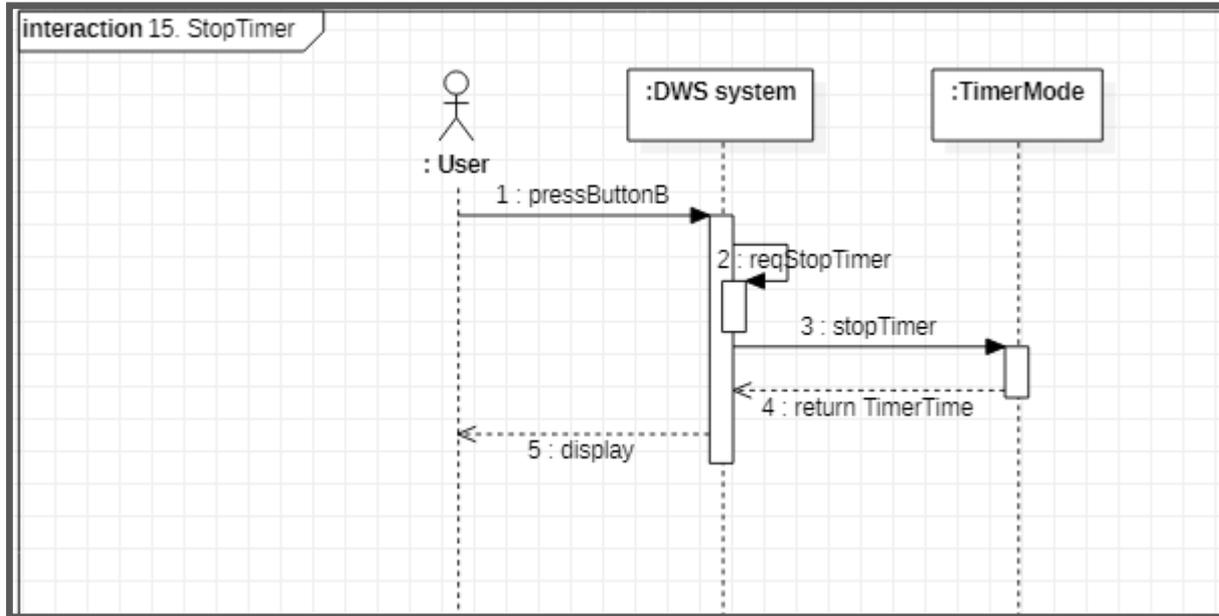 interaction 15. StopTimer
:DWS system
:TimerMode
: User
1 : pressButtonB
2 : reqStopTimer
3 : stopTimer
4 : return TimerTime
5 : display